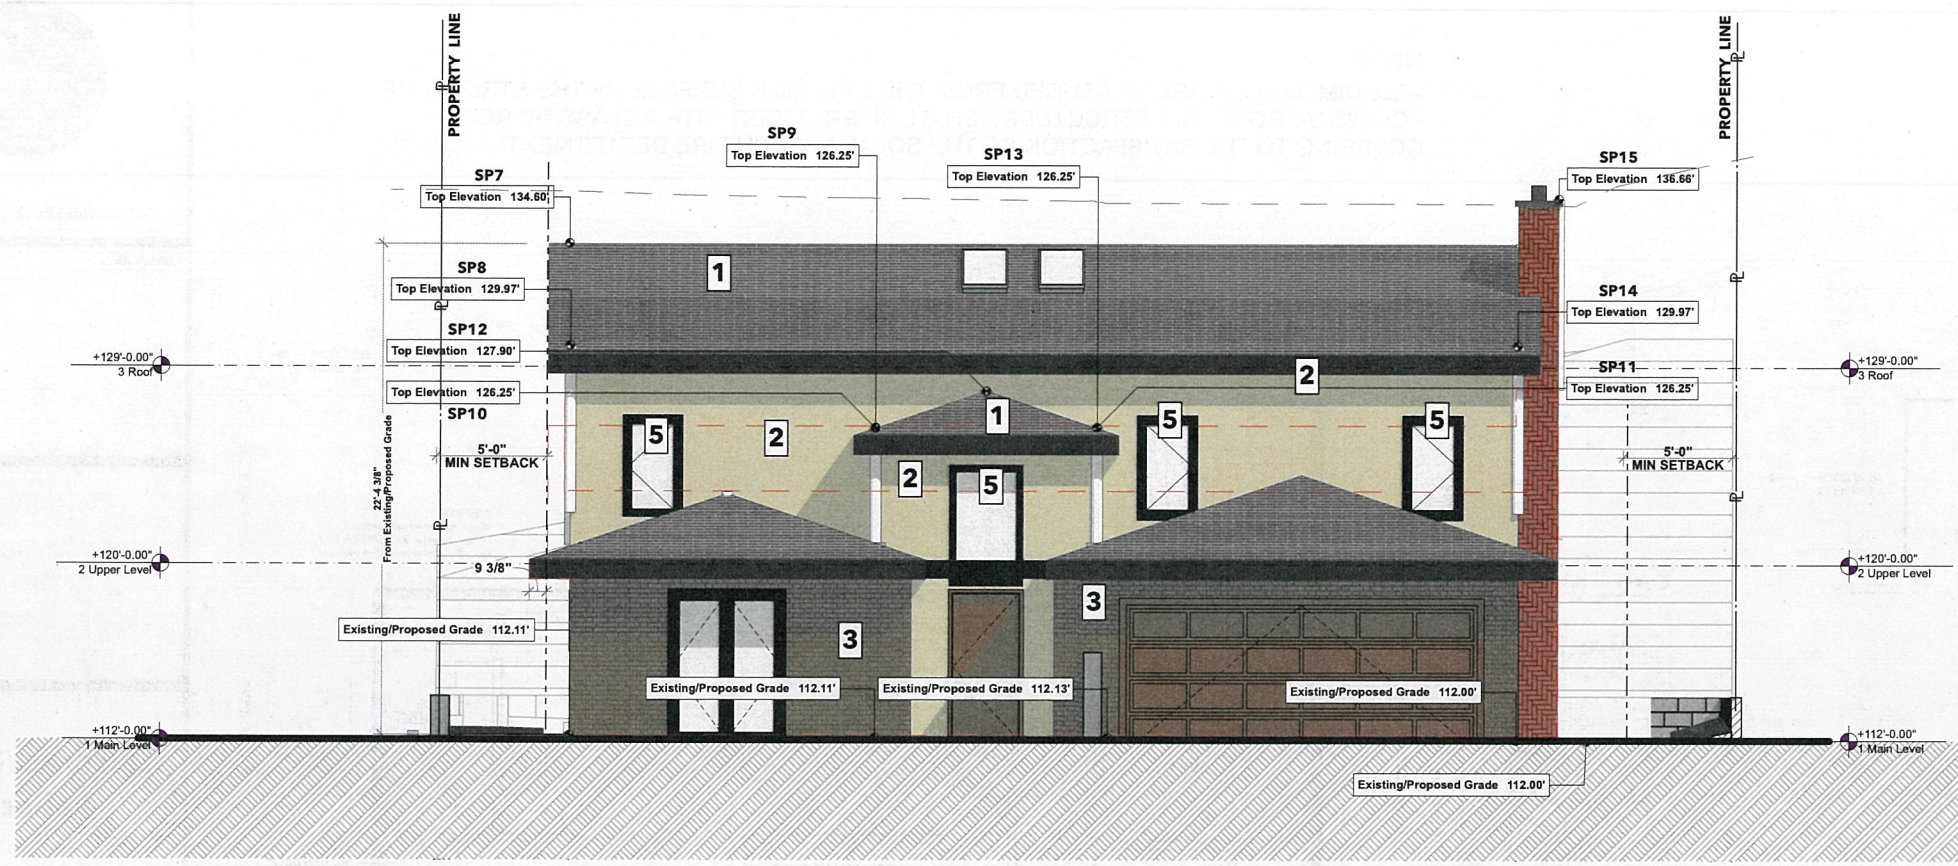 PROPERTY LINE
PROPERTY LINE
SP9
Top Elevation 126.25'
SP13
Top Elevation 126.25'
SP15
Top Elevation 136.66'
SP7
Top Elevation 134.60'
1
SP8
Top Elevation 129.97'
SP14
Top Elevation 129.97'
SP12
Top Elevation 127.90'
+129'-0.00"
3 Roof
+129'-0.00"
3 Roof
2
SP11
Top Elevation 126.25'
Top Elevation 126.25'
SP10
1
5
2
5
5
5'-0"
MIN SETBACK
5'-0"
MIN SETBACK
2
5
22'-4 3/8"
From Existing/Proposed Grade
+120'-0.00"
2 Upper Level
+120'-0.00"
2 Upper Level
9 3/8"
3
Existing/Proposed Grade 112.11'
3
Existing/Proposed Grade 112.11'
Existing/Proposed Grade 112.13'
Existing/Proposed Grade 112.00'
+112'-0.00"
1 Main Level
+112'-0.00"
1 Main Level
Existing/Proposed Grade 112.00'